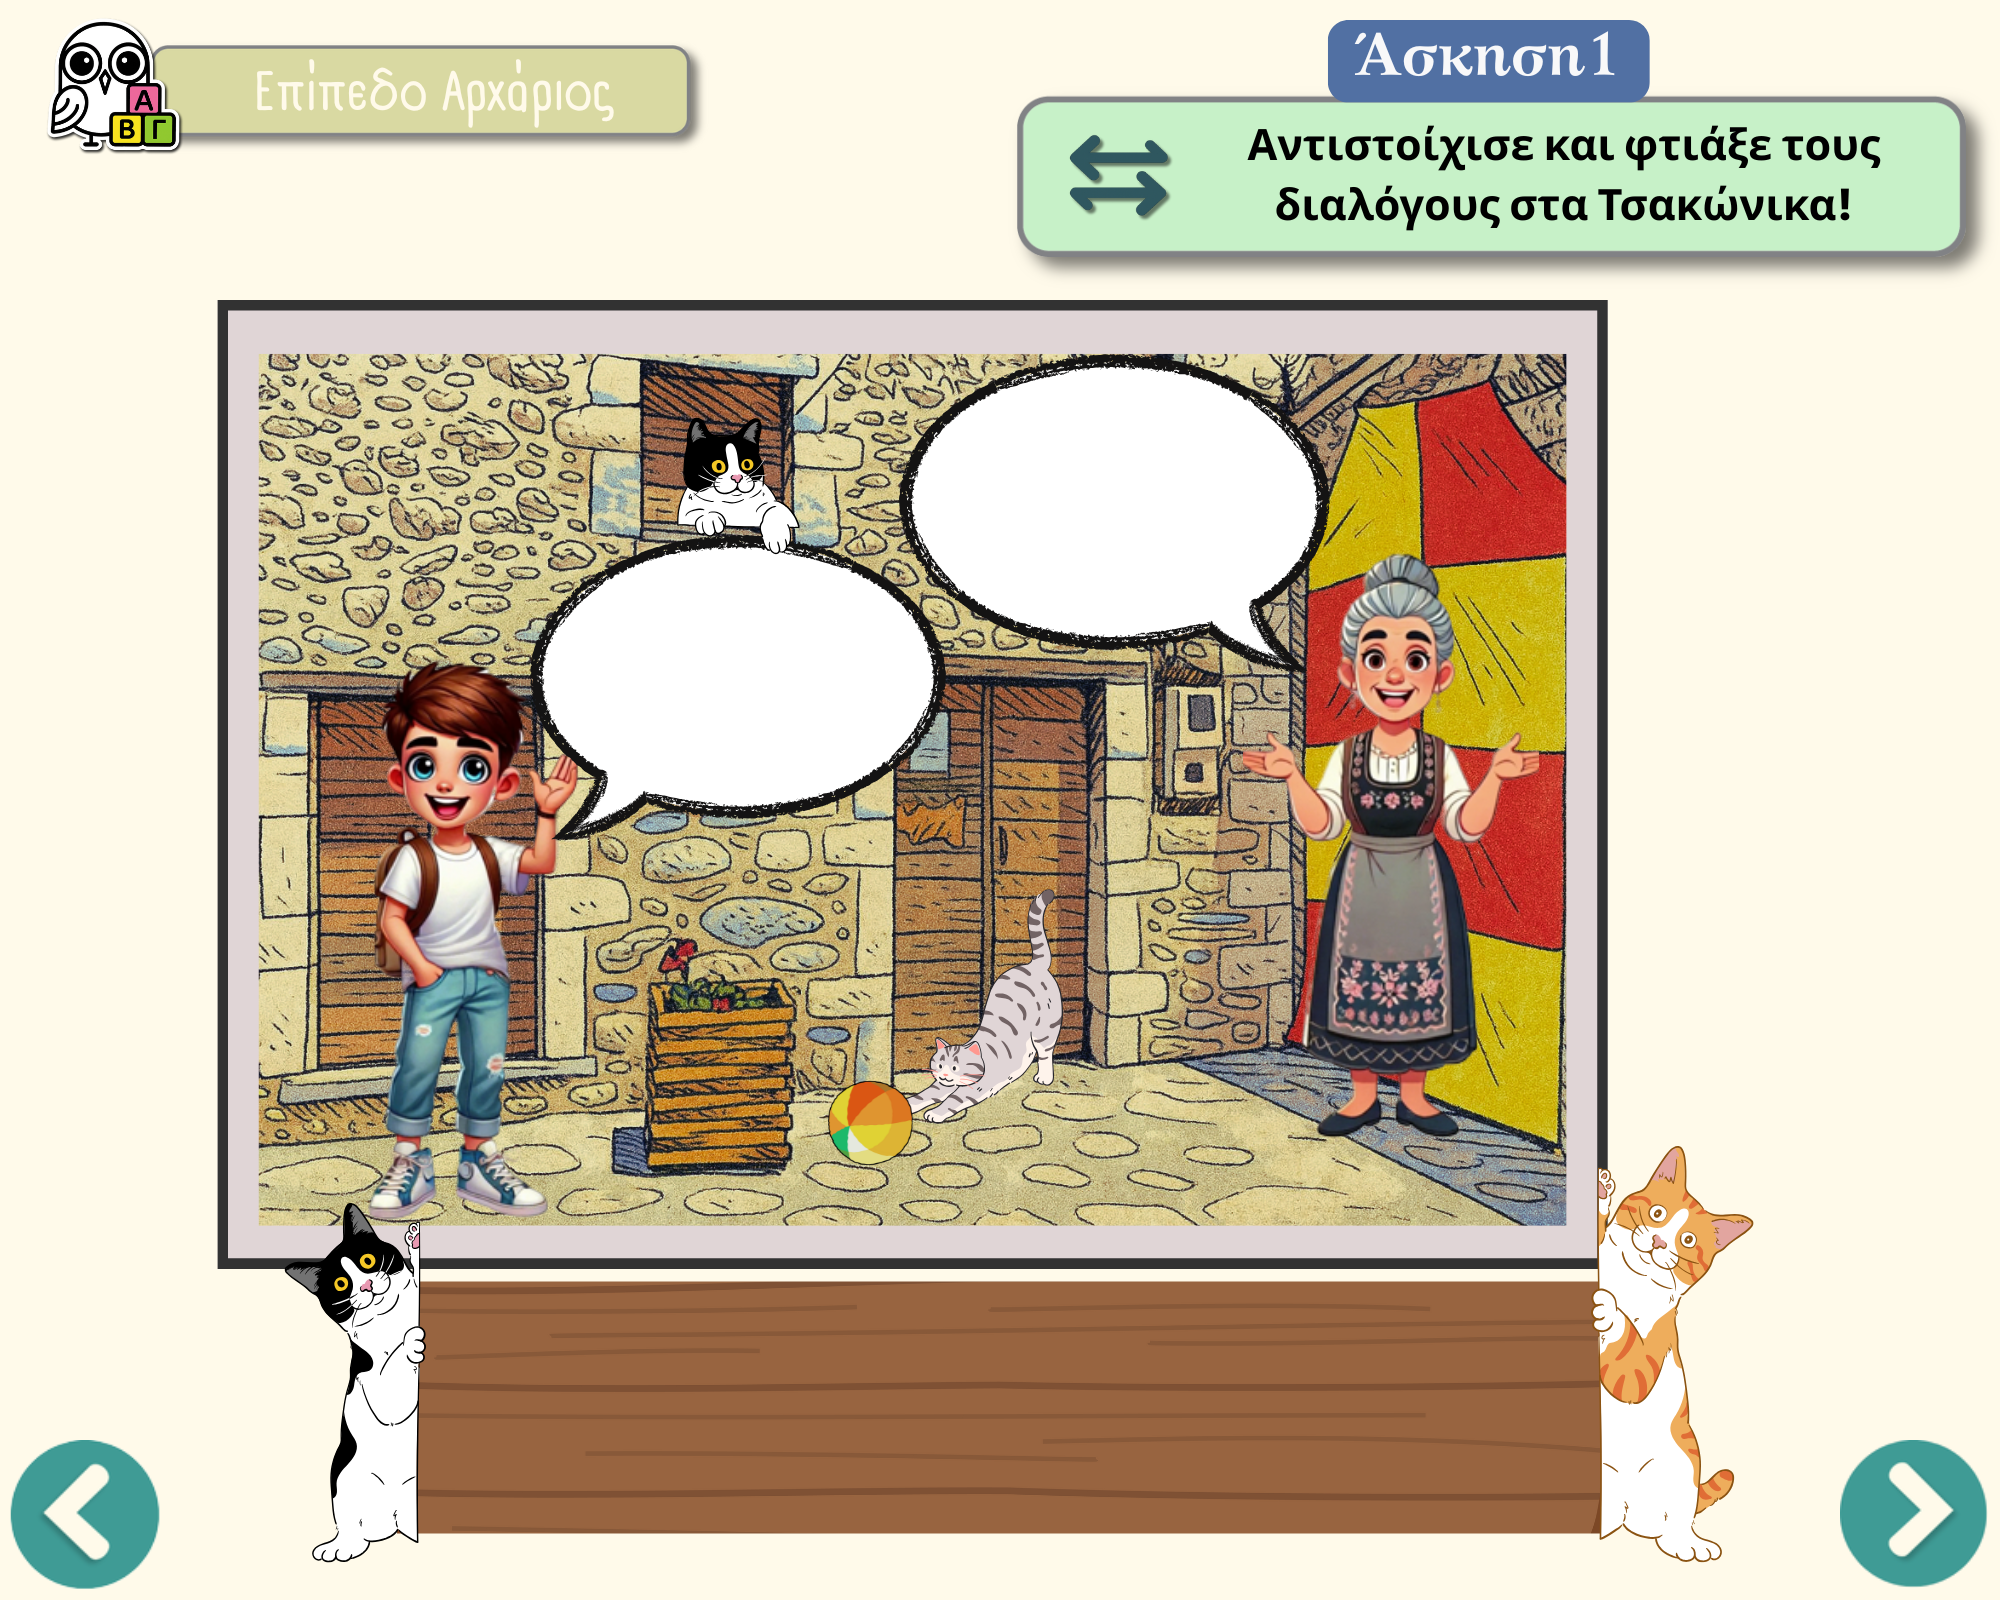 Επίπεδο Αρχάριος
Α
Β Γ
Άσκηση 1
Αντιστοίχισε και φτιάξε τους
διαλόγους στα Τσακώνικα!